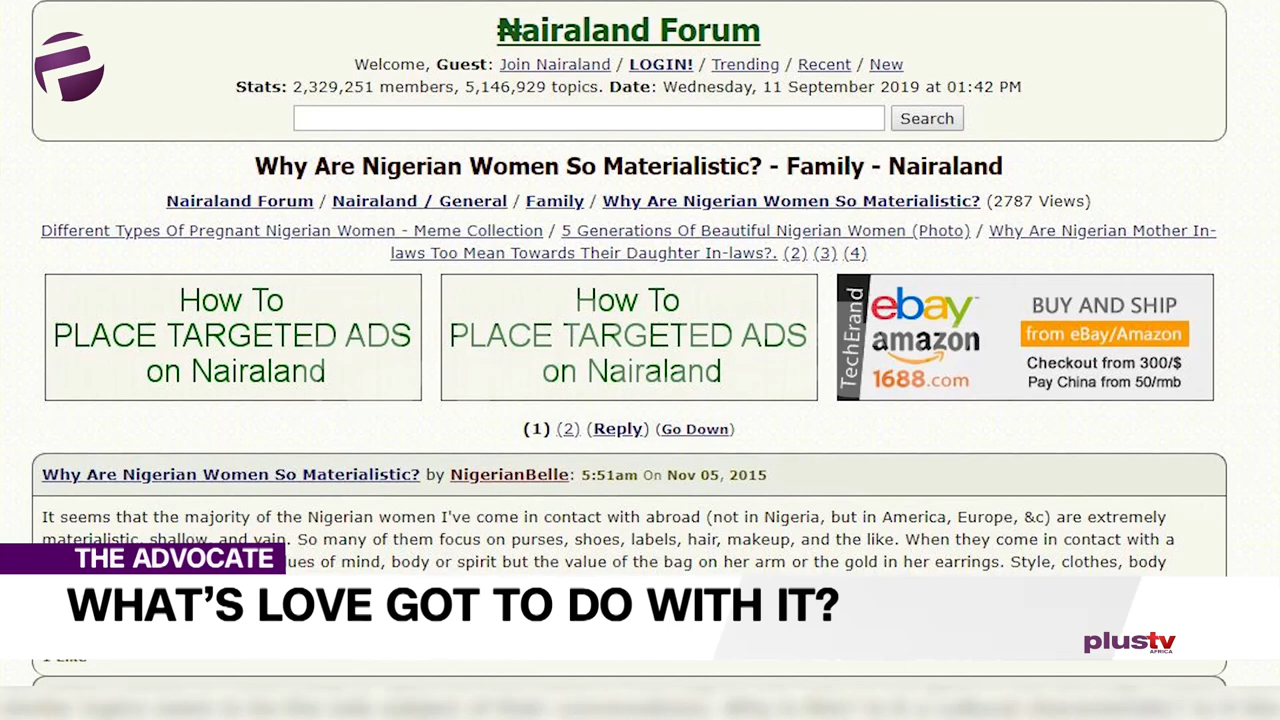 ₦airaland Forum
Welcome, Guest: Join Nairaland / LOGIN! / Trending / Recent / New
Stats: 2,329,251 members, 5,146,929 topics. Date: Wednesday, 11 September 2019 at 01:42 PM
Search
Why Are Nigerian Women So Materialistic? - Family - Nairaland
Nairaland Forum / Nairaland / General / Family / Why Are Nigerian Women So Materialistic? (2787 Views)
Different Types Of Pregnant Nigerian Women - Meme Collection / 5 Generations Of Beautiful Nigerian Women (Photo) / Why Are Nigerian Mother In-
laws Too Mean Towards Their Daughter In-laws?. (2) (3) (4)
How To
PLACE TARGETED ADS
on Nairaland
How To
PLACE TARGETED ADS
on Nairaland
TechErand
ebay
amazon
1688.com
BUY AND SHIP
from eBay/Amazon
Checkout from 300/$
Pay China from 50/rmb
(1) (2) (Reply) (Go Down)
Why Are Nigerian Women So Materialistic? by NigerianBelle: 5:51am On Nov 05, 2015
It seems that the majority of the Nigerian women I've come in contact with abroad (not in Nigeria, but in America, Europe, &c) are extremely
materialistic, shallow, and vain. So many of them focus on purses, shoes, labels, hair, makeup, and the like. When they come in contact with a
of mind, body or spirit but the value of the bag on her arm or the gold in her earrings. Style, clothes, body
THE ADVOCATE
WHAT'S LOVE GOT TO DO WITH IT?
plustv
AFRICA